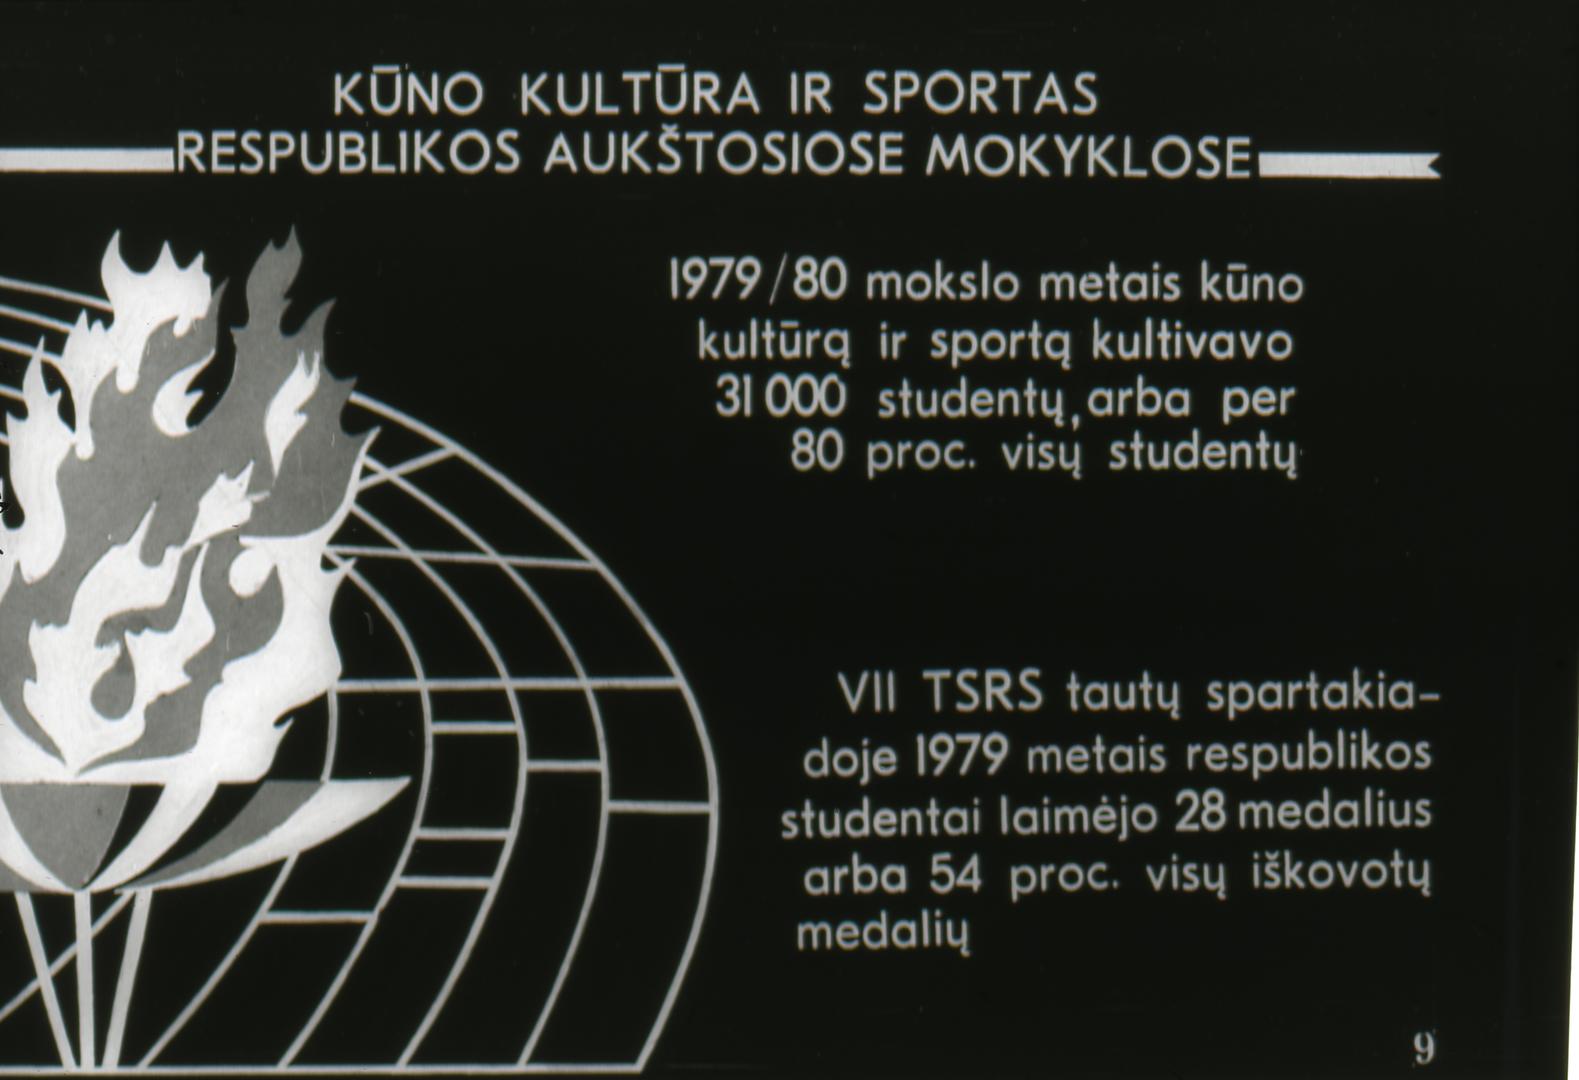 KŪNO KULTŪRA IR SPORTAS
RESPUBLIKOS AUKŠTOSIOSE MOKYKLOSE
1979/80 mokslo metais kūno
kultūrą ir sportą kultivavo
31 000 studentų, arba per
80 proc. visų studentų
VII TSRS tautų spartakia-
doje 1979 metais respublikos
studentai laimėjo 28 medalius
arba 54 proc. visų iškovotų
medalių
9